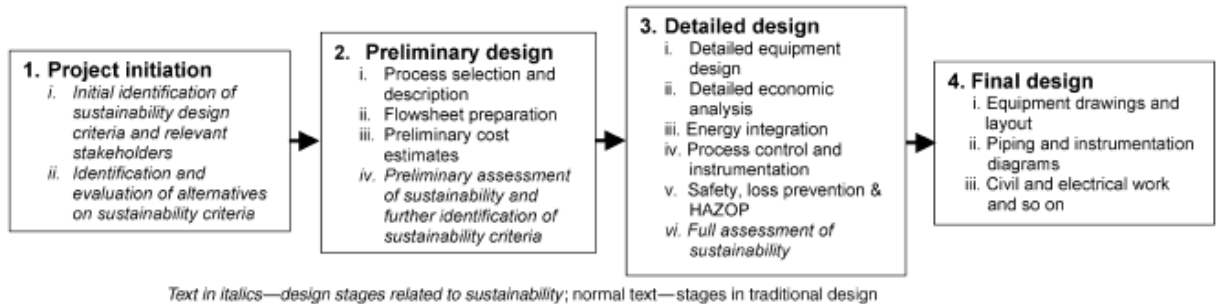 1. Project initiation
i. Initial identification of
sustainability design
criteria and relevant
stakeholders
ii. Identification and
evaluation of alternatives
on sustainability criteria
2. Preliminary design
i. Process selection and
description
ii. Flowsheet preparation
iii. Preliminary cost
estimates
iv. Preliminary assessment
of sustainability and
further identification of
sustainability criteria
3. Detailed design
i. Detailed equipment
design
ii. Detailed economic
analysis
iii. Energy integration
iv. Process control and
instrumentation
v. Safety, loss prevention &
HAZOP
vi. Full assessment of
sustainability
4. Final design
i. Equipment drawings and
layout
ii. Piping and instrumentation
diagrams
iii. Civil and electrical work
and so on
Text in italics—design stages related to sustainability; normal text—stages in traditional design